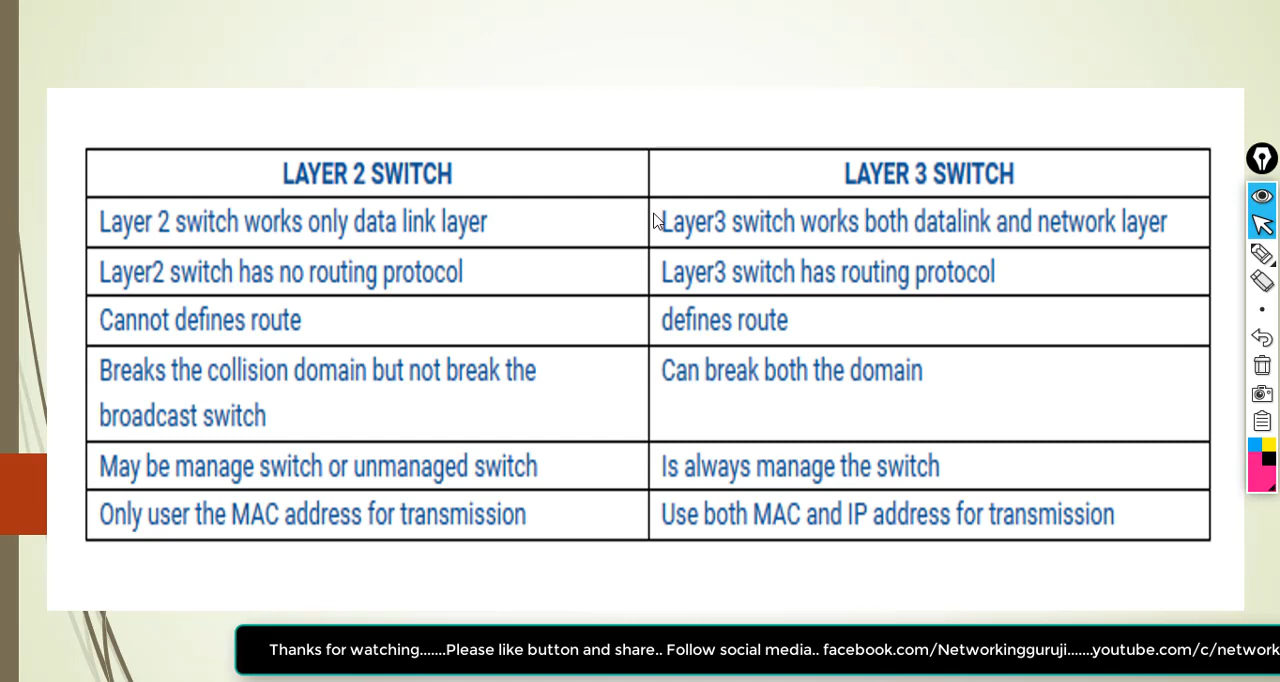 LAYER 2 SWITCH
LAYER 3 SWITCH
Layer 2 switch works only data link layer
Layer3 switch works both datalink and network layer
Layer2 switch has no routing protocol
Layer3 switch has routing protocol
Cannot defines route
defines route
Breaks the collision domain but not break the
broadcast switch
Can break both the domain
May be manage switch or unmanaged switch
Is always manage the switch
Only user the MAC address for transmission
Use both MAC and IP address for transmission
Thanks for watching.......Please like button and share.. Follow social media.. facebook.com/Networkingguruji.......youtube.com/c/network